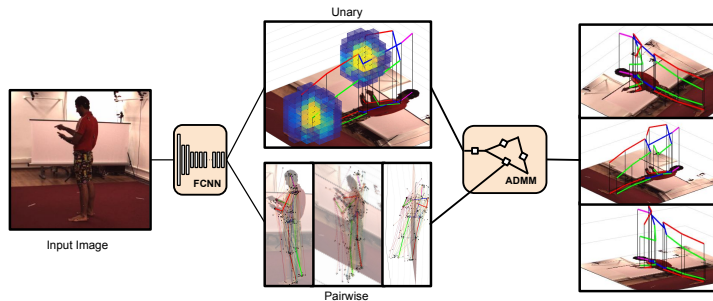 Unary
FCNN
ADMM
Input Image
Pairwise